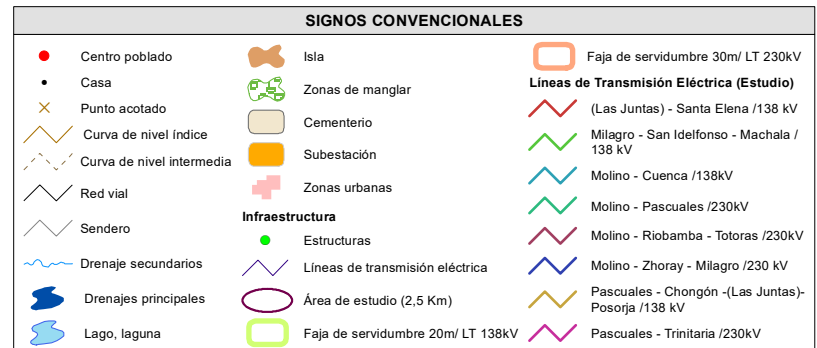 SIGNOS CONVENCIONALES
Centro poblado
Casa
Punto acotado
Curva de nivel índice
Curva de nivel intermedia
Red vial
Sendero
Drenaje secundarios
Drenajes principales
Lago, laguna
Isla
Zonas de manglar
Cementerio
Subestación
Zonas urbanas
Infraestructura
Estructuras
Líneas de transmisión eléctrica
Área de estudio (2,5 Km)
Faja de servidumbre 20m/ LT 138kV
Faja de servidumbre 30m/ LT 230kV
Líneas de Transmisión Eléctrica (Estudio)
(Las Juntas) - Santa Elena /138 kV
Milagro - San Idelfonso - Machala /
138 kV
Molino - Cuenca /138kV
Molino - Pascuales /230kV
Molino - Riobamba - Totoras /230kV
Molino - Zhoray - Milagro /230 kV
Pascuales - Chongón -(Las Juntas)-
Posorja /138 kV
Pascuales - Trinitaria /230kV